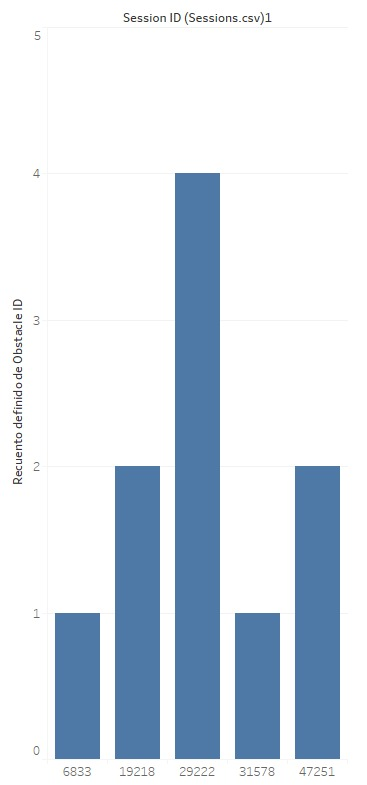 Session ID (Sessions.csv)1
5
4
3
2
1
0
Recuento definido de Obstacle ID
6833 19218 29222 31578 47251